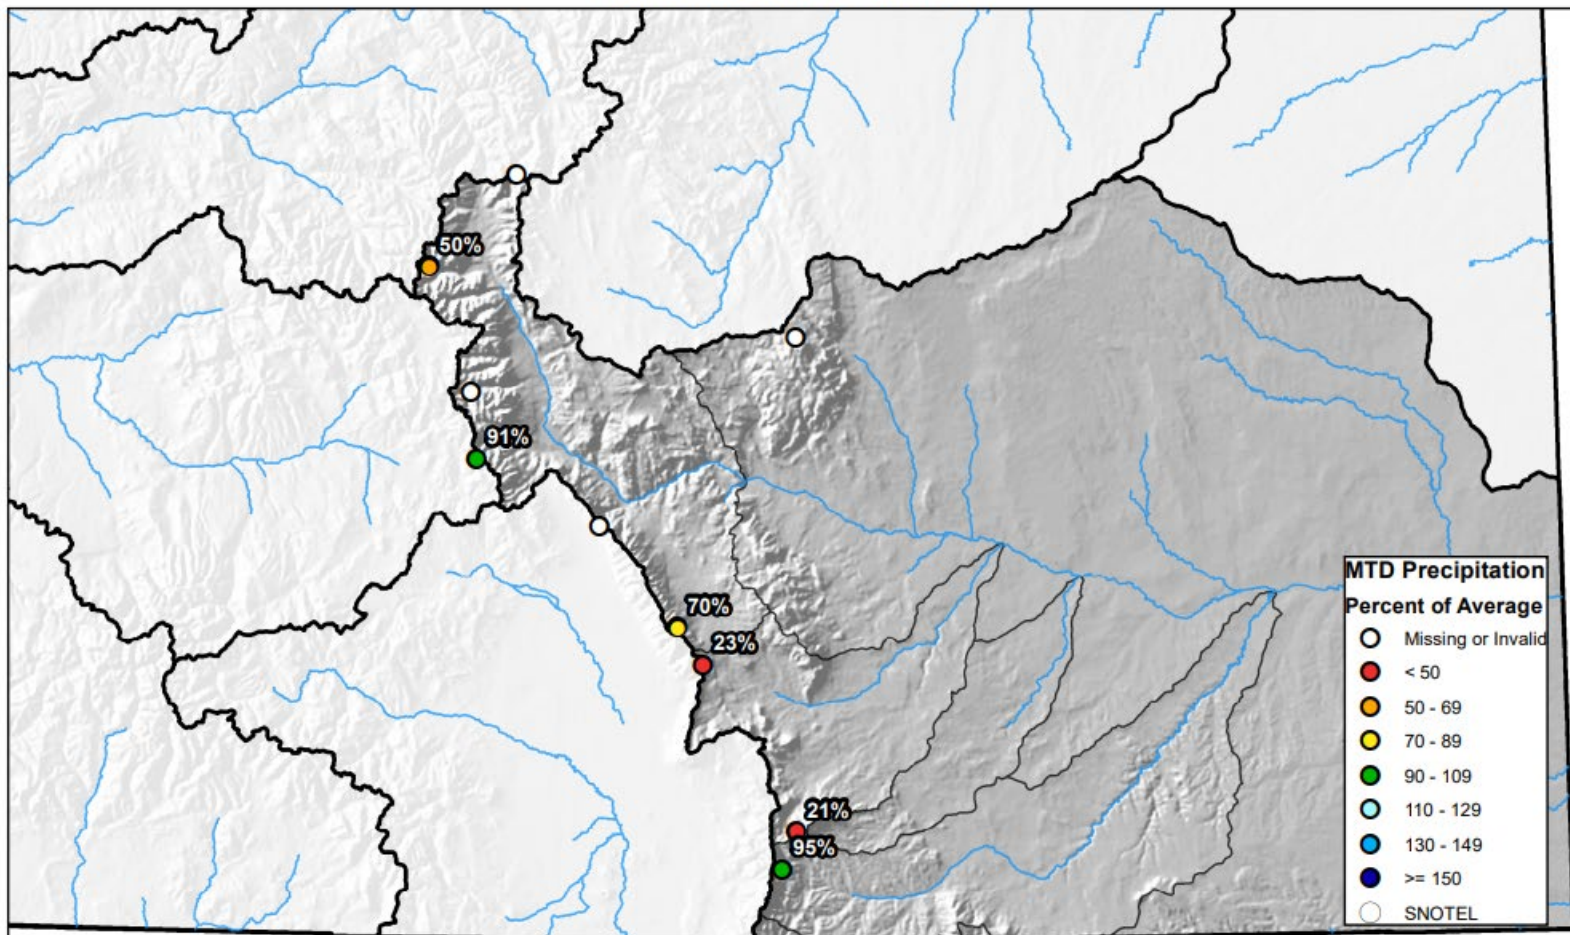 50%
91%
70%
23%
21%
95%
MTD Precipitation
Percent of Average
Missing or Invalid
< 50
50 - 69
70 - 89
90 - 109
110 - 129
130 - 149
>= 150
SNOTEL